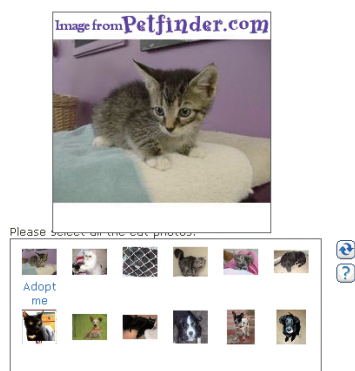 Image from Petfinder.com
Please select all the cat photos:
Adopt
me
?